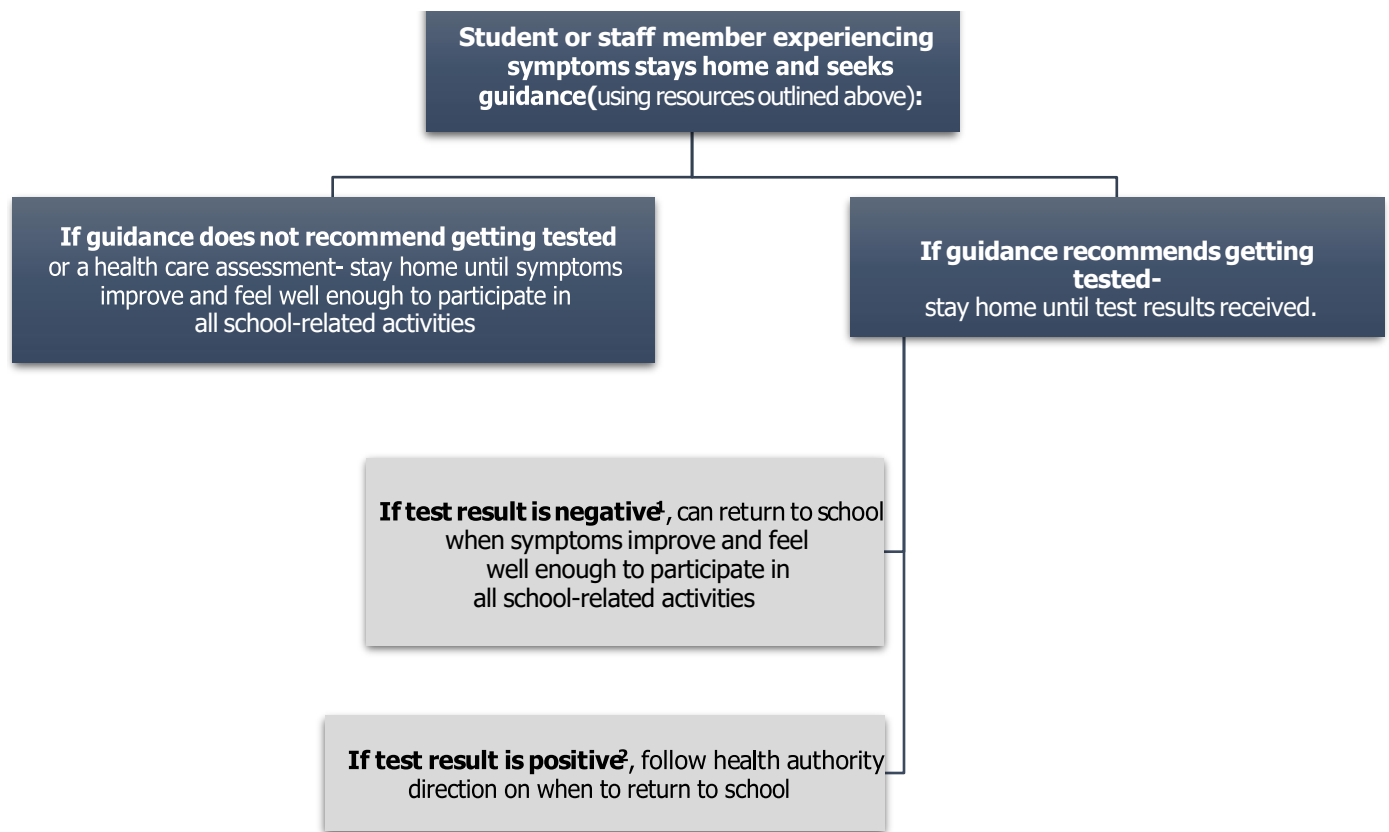 Student or staff member experiencing
symptoms stays home and seeks
guidance(using resources outlined above):
If guidance does not recommend getting tested
or a health care assessment- stay home until symptoms
improve and feel well enough to participate in
all school-related activities
If guidance recommends getting
tested-
stay home until test results received.
If test result is negative¹, can return to school
when symptoms improve and feel
well enough to participate in
all school-related activities
If test result is positive², follow health authority
direction on when to return to school